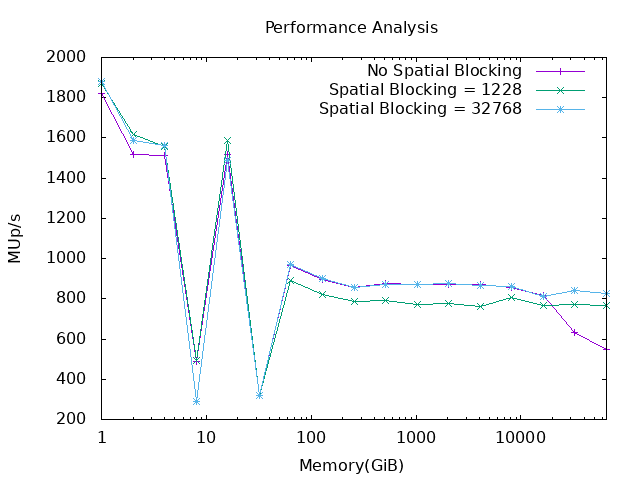 Performance Analysis
No Spatial Blocking
Spatial Blocking = 1228
Spatial Blocking = 32768
MUp/s
2000
1800
1600
1400
1200
1000
800
600
400
200
1 10 100 1000 10000
Memory(GiB)